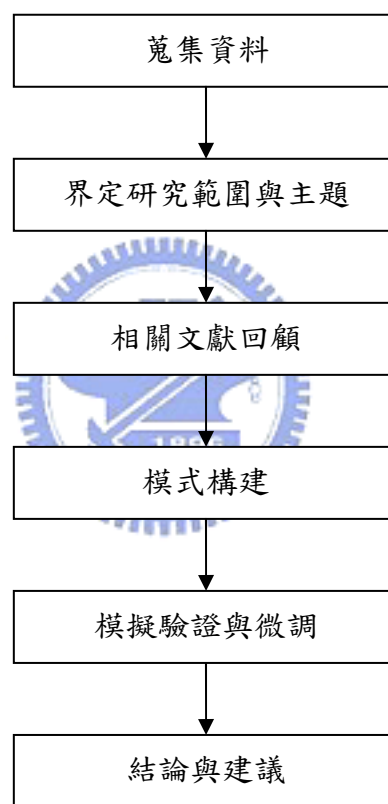 蒐集資料
界定研究範圍與主題
相關文獻回顧
模式構建
1896
模擬驗證與微調
結論與建議